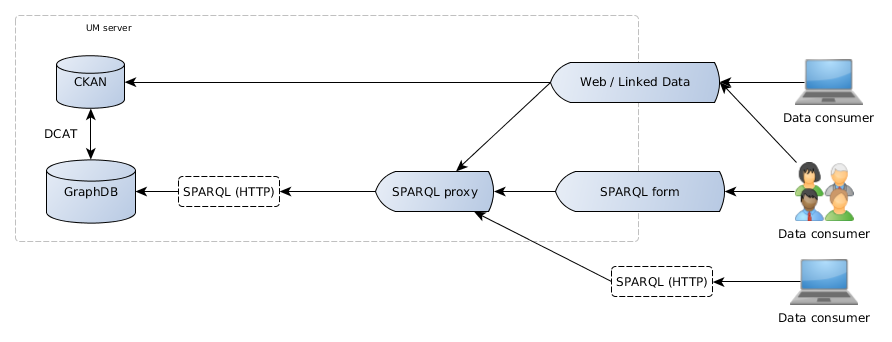 UM server
CKAN
Web / Linked Data
Data consumer
DCAT
GraphDB
SPARQL (HTTP)
SPARQL proxy
SPARQL form
Data consumer
SPARQL (HTTP)
Data consumer